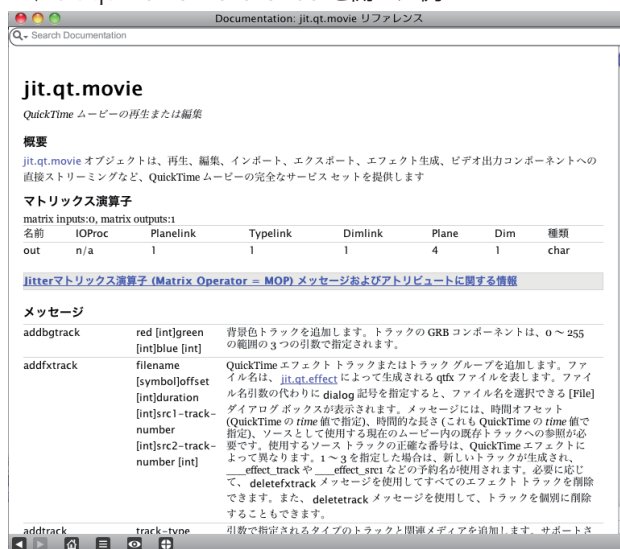 Documentation: jit.qt.movie リファレンス
Search Documentation
jit.qt.movie
QuickTime ムービーの再生または編集
概要
jit.qt.movie オブジェクトは、再生、編集、インポート、エクスポート、エフェクト生成、ビデオ出力コンポーネントへの
直接ストリーミングなど、QuickTime ムービーの完全なサービス セットを提供します
マトリックス演算子
matrix inputs:0, matrix outputs:1
名前 IOProc Planelink Typelink Dimlink Plane Dim 種類
out n/a 1 1 1 4 1 char
Jitterマトリックス演算子 (Matrix Operator = MOP) メッセージおよびアトリビュートに関する情報
メッセージ
addbgtrack red [int]green 背景色トラックを追加します。トラックの GRB コンポーネントは、0 〜 255
[int]blue [int] の範囲の 3 つの引数で指定されます。
addfxtrack filename QuickTime エフェクト トラックまたはトラック グループを追加します。ファ
[symbol]offset イル名は、 jit.qt.effect によって生成される qtfx ファイルを表します。ファイ
[int]duration ル名引数の代わりに dialog 記号を指定すると、ファイル名を選択できる [File]
[int]src1-track- ダイアログ ボックスが表示されます。メッセージには、時間オフセット
number (QuickTime の time 値で指定)、時間的な長さ (これも QuickTime の time 値で
[int]src2-track- 指定)、ソースとして使用する現在のムービー内の既存トラックへの参照が必
number [int] 要です。使用するソース トラックの正確な番号は、QuickTime エフェクトに
よって異なります。1 〜 3 を指定した場合は、新しいトラックが生成され、
___effect_track や ___effect_src1 などの予約名が使用されます。必要に応じ
て、 deletefxtrack メッセージを使用してすべてのエフェクト トラックを削除
できます。また、 deletetrack メッセージを使用して、トラックを個別に削除
することもできます。
addtrack track-type 引数で指定されるタイプのトラックと関連メディアを追加します。サポートさ